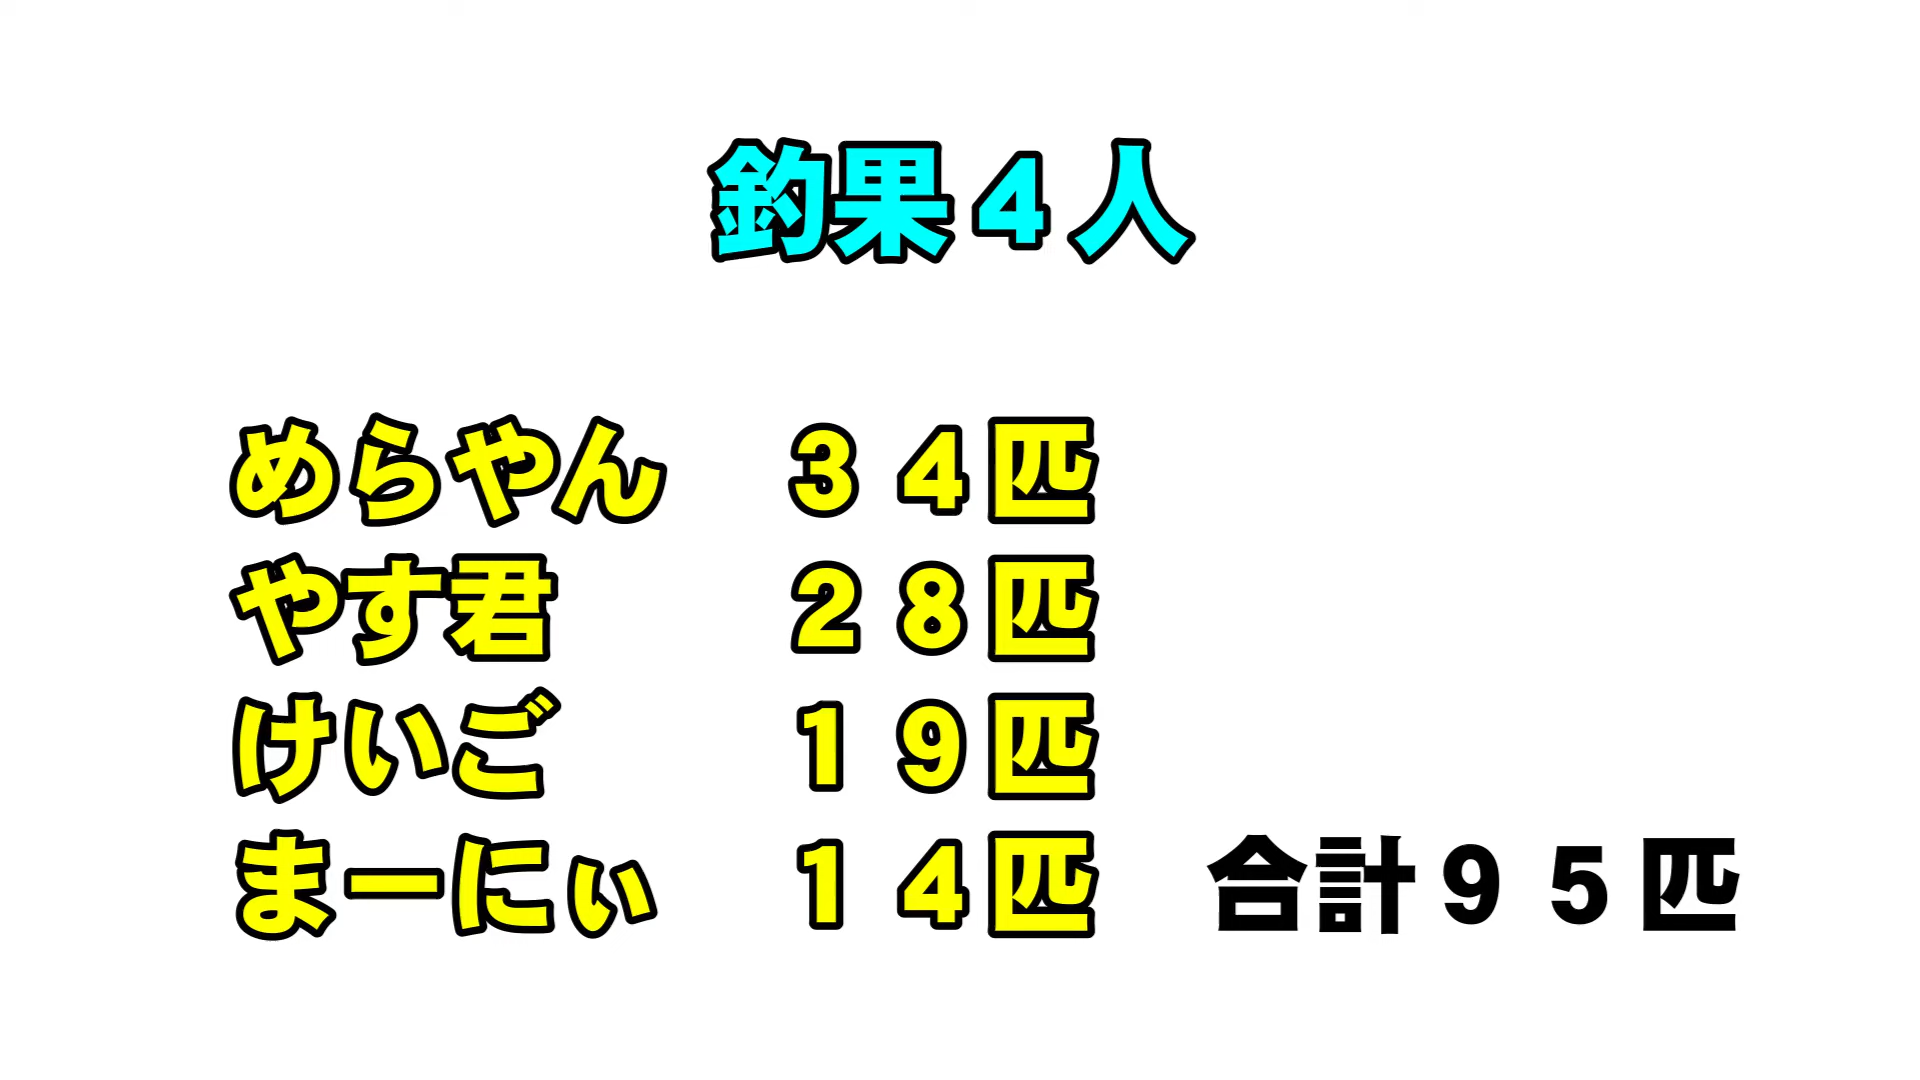 釣果４人
めらやん　３４匹
やす君　２８匹
けいご　１９匹
まーにぃ　１４匹　合計９５匹